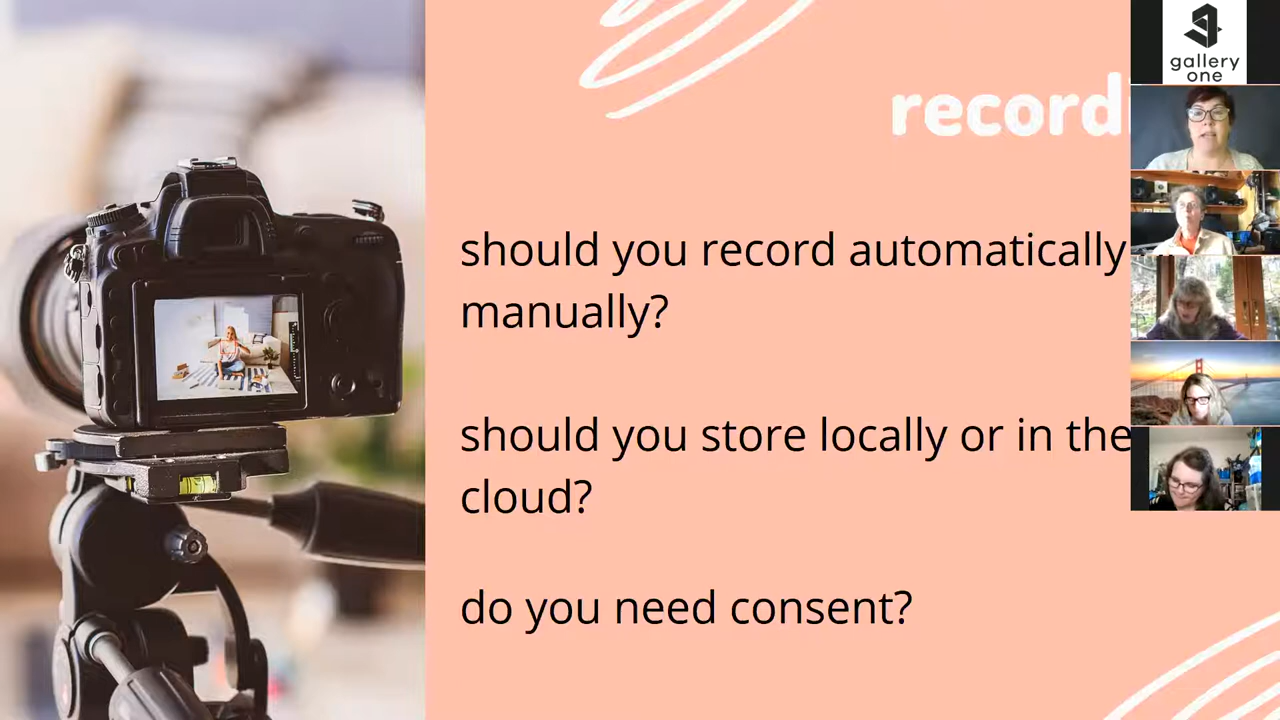 recordi
should you record automatically
manually?
should you store locally or in the
cloud?
do you need consent?
gallery
one